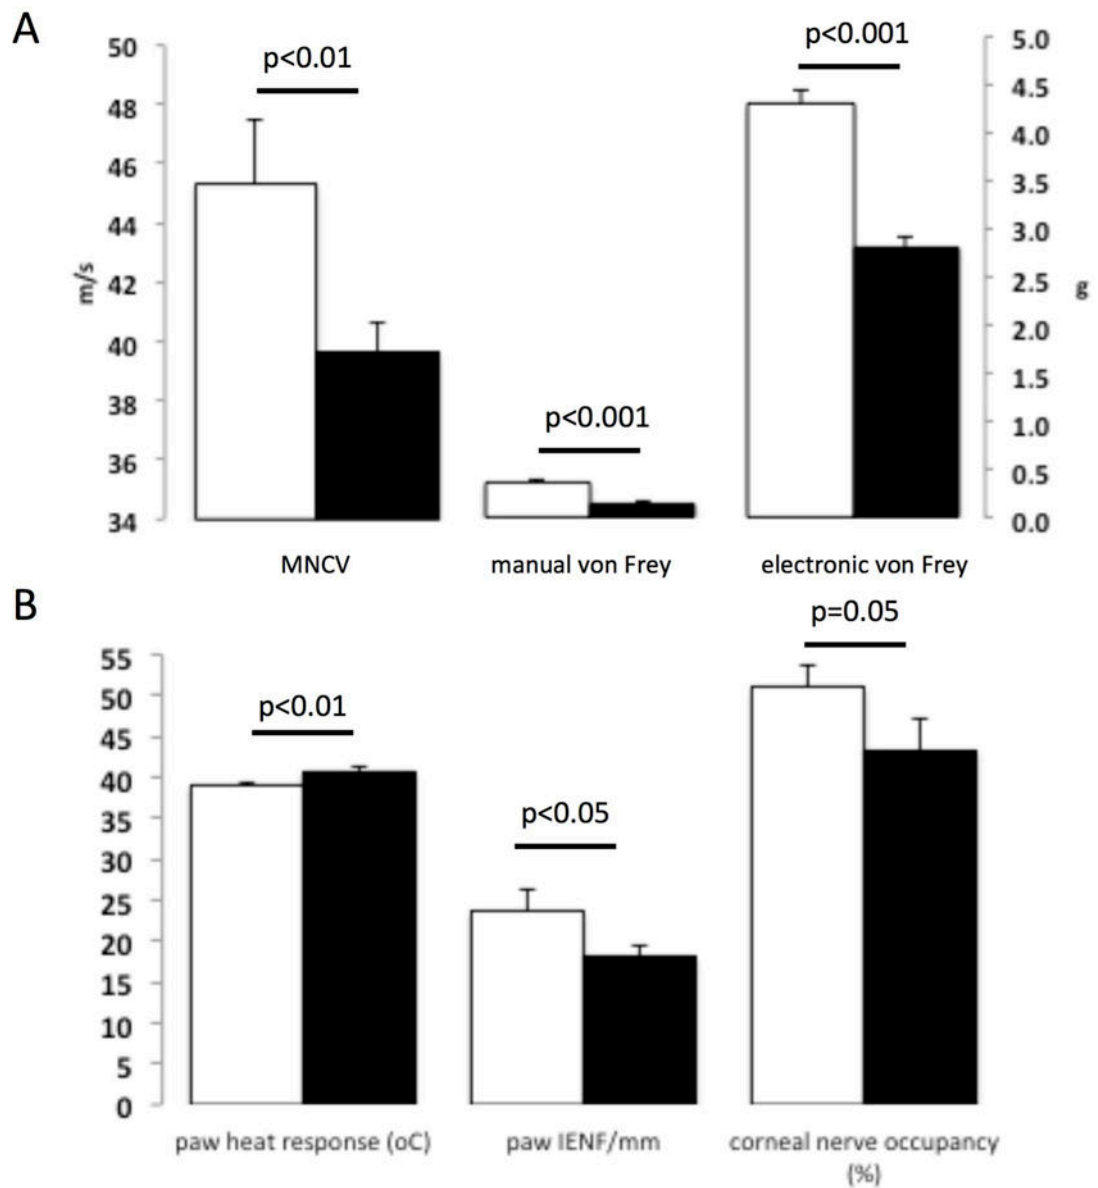 A
p<0.01
p<0.001
p<0.001
50
48
46
44
42
40
38
36
34
m/s
5.0
4.5
4.0
3.5
3.0
2.5
2.0
1.5
1.0
0.5
0.0
g
MNCV
manual von Frey
electronic von Frey
B
p<0.01
p<0.05
p=0.05
55
50
45
40
35
30
25
20
15
10
5
0
paw heat response (oC)
paw IENF/mm
corneal nerve occupancy
(%)